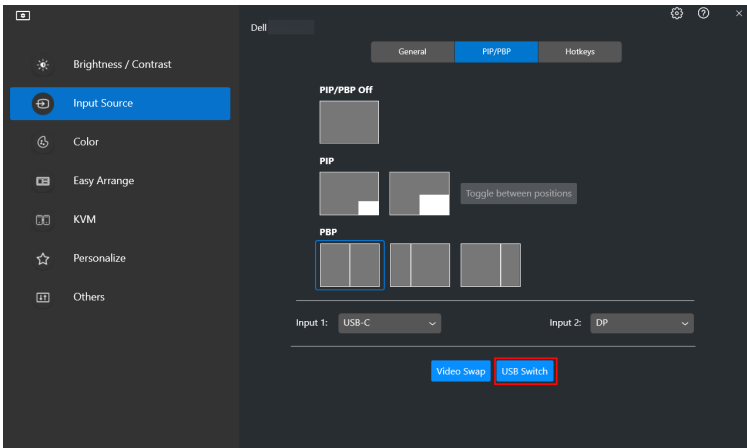 Dell
General PIP/PBP Hotkeys
Brightness / Contrast
Input Source
Color
Easy Arrange
KVM
Personalize
Others
PIP/PBP Off
PIP
Toggle between positions
PBP
Input 1: USB-C Input 2: DP
Video Swap USB Switch